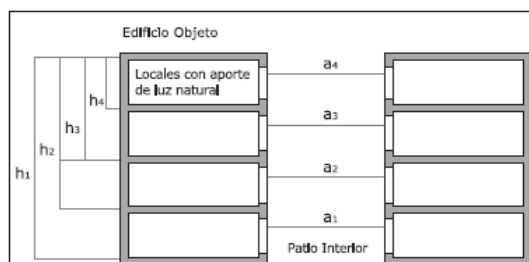 Edificio Objeto
Locales con aporte
de luz natural
h4
h3
h2
h1
a4
a3
a2
a1
Patio Interior